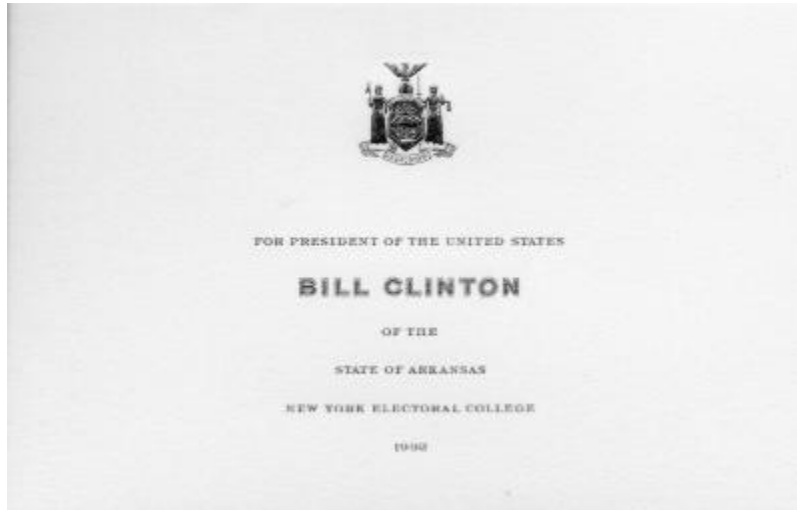 FOR PRESIDENT OF THE UNITED STATES
BILL CLINTON
OF THE
STATE OF ARKANSAS
NEW YORK ELECTORAL COLLEGE
1992